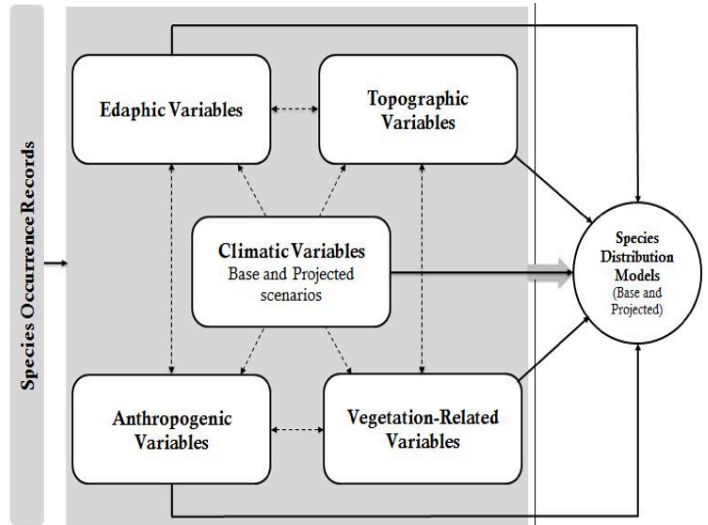 Species Occurrence Records
Edaphic Variables
Topographic
Variables
Climatic Variables
Base and Projected
scenarios
Species
Distribution
Models
(Base and
Projected)
Anthropogenic
Variables
Vegetation-Related
Variables